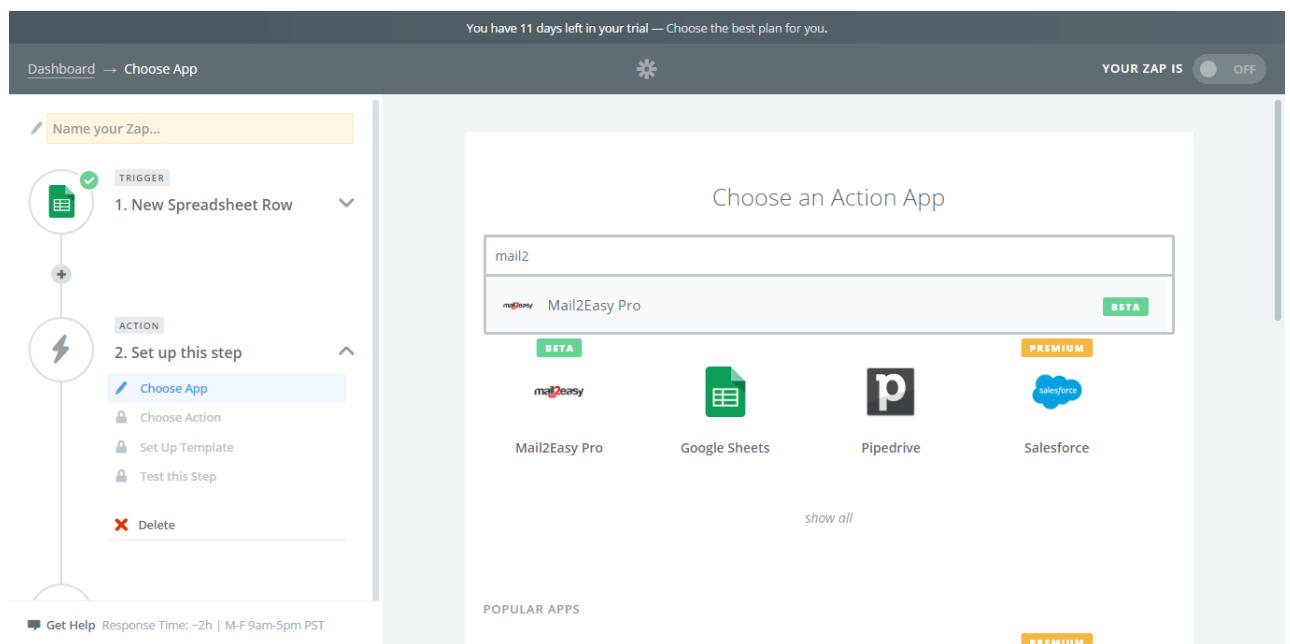 You have 11 days left in your trial — Choose the best plan for you.
Dashboard → Choose App
YOUR ZAP IS OFF
Name your Zap...
TRIGGER
1. New Spreadsheet Row
ACTION
2. Set up this step
Choose App
Choose Action
Set Up Template
Test this Step
Delete
Get Help Response Time: ~2h | M-F 9am-5pm PST
Choose an Action App
mail2
mail2easy Mail2Easy Pro BETA
BETA PREMIUM
mail2easy salesforce
Mail2Easy Pro Google Sheets Pipedrive Salesforce
show all
POPULAR APPS
PREMIUM